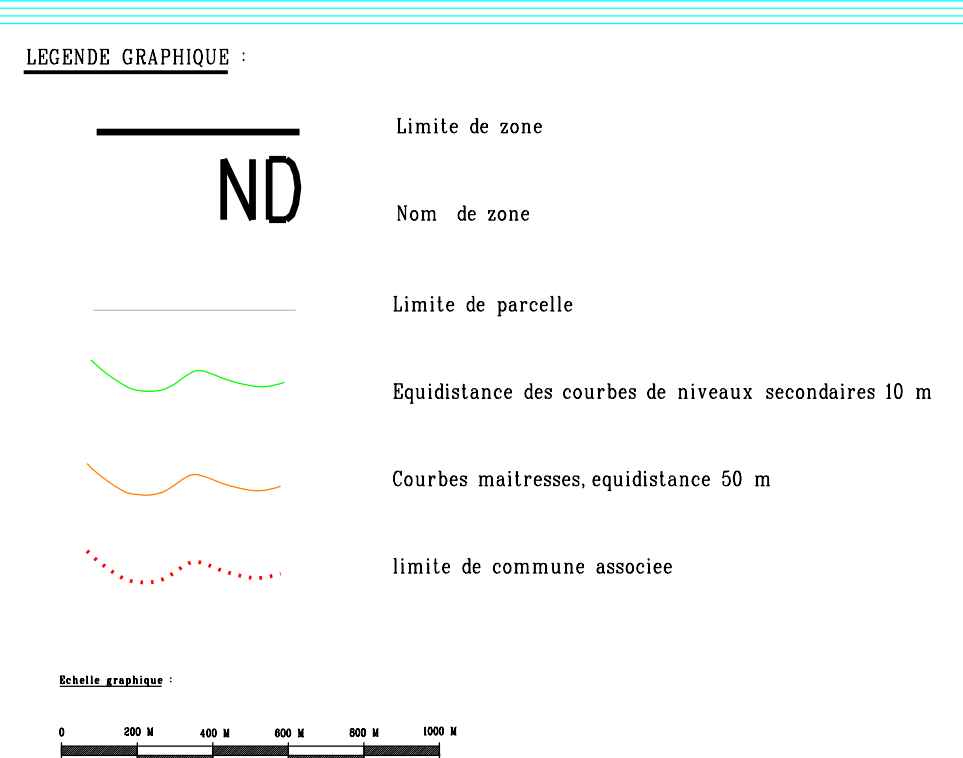 LEGENDE GRAPHIQUE :
Limite de zone
ND
Nom de zone
Limite de parcelle
Equidistance des courbes de niveaux secondaires 10 m
Courbes maitresses, equidistance 50 m
limite de commune associee
Echelle graphique :
0 200 M 400 M 600 M 800 M 1000 M